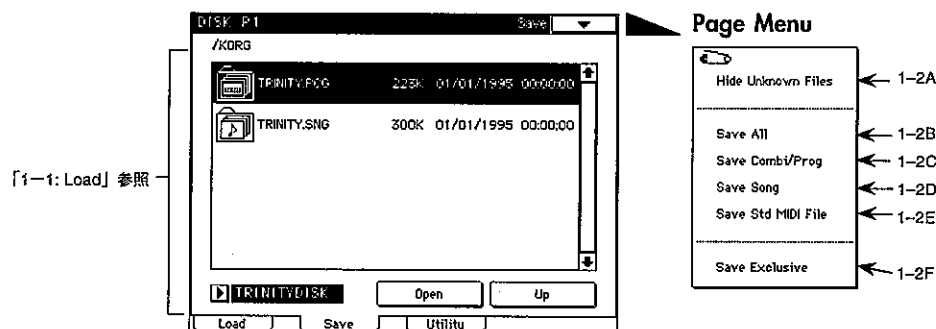 DISK P1 Save
/KORG
TRINITY.PCG 223K 01/01/1995 00:00:00
TRINITY.SNG 300K 01/01/1995 00:00:00
「1−1: Load」参照
TRINITYDISK Open Up
Load Save Utility
Page Menu
Hide Unknown Files 1−2A
Save All 1−2B
Save Combi/Prog 1−2C
Save Song 1−2D
Save Std MIDI File 1−2E
Save Exclusive 1−2F